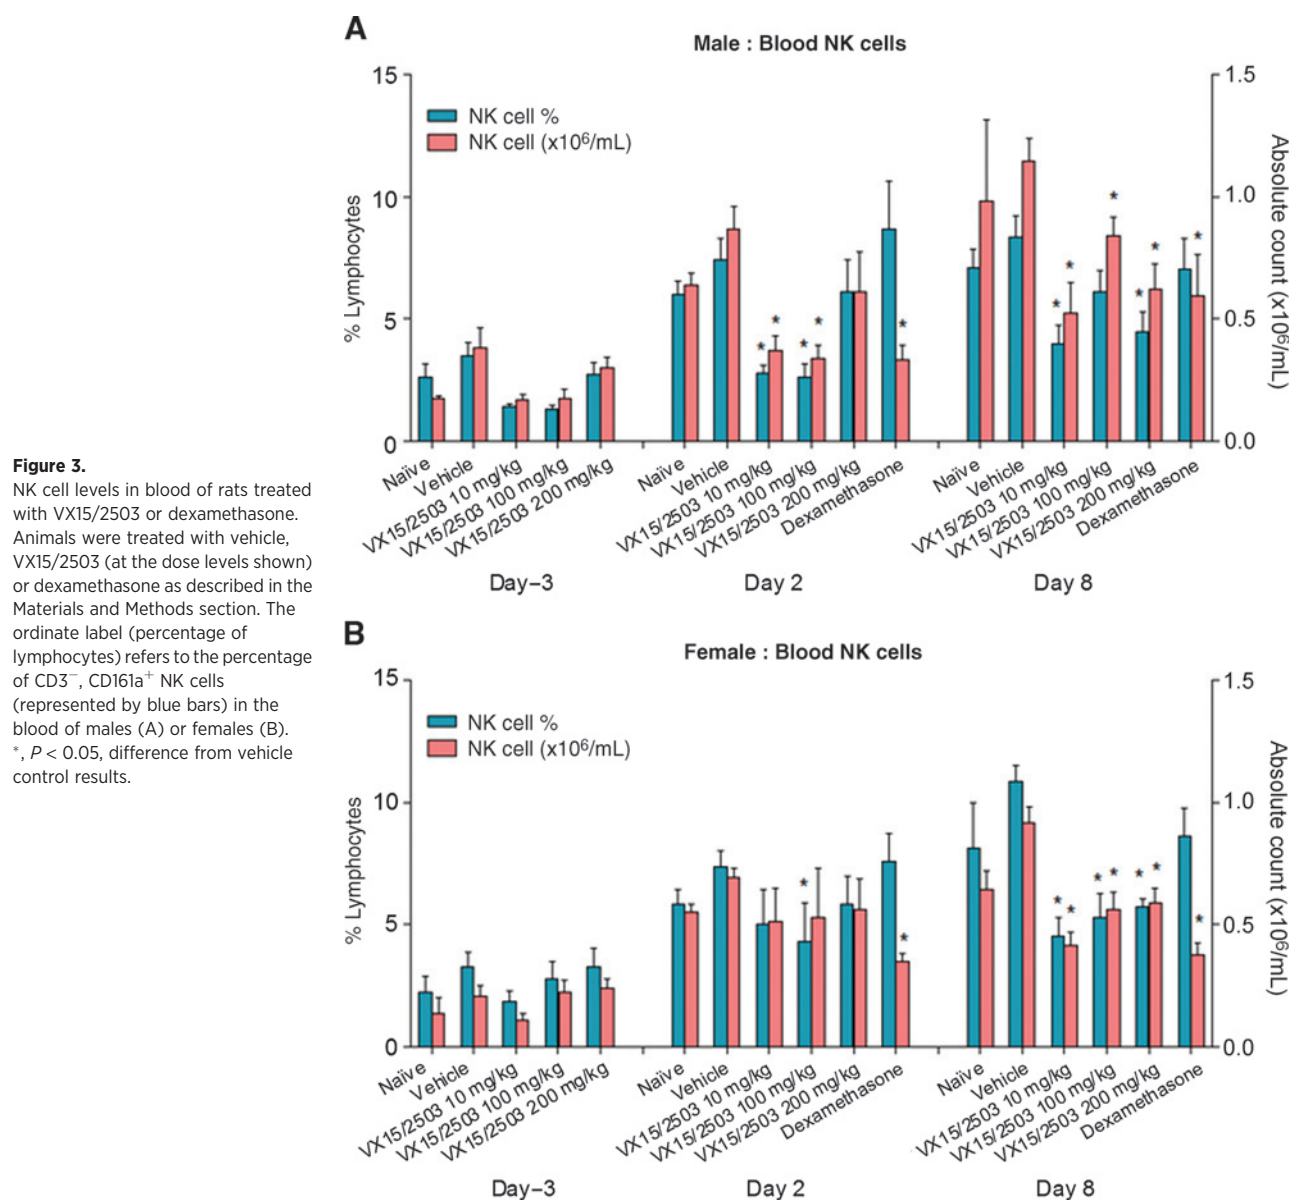 A
Male : Blood NK cells
15
10
5
0
% Lymphocytes
NK cell %
NK cell (x10⁶/mL)
1.5
1.0
0.5
0.0
Absolute count (x10⁶/mL)
* * * * * * * * * * *
Naïve
Vehicle
VX15/2503 10 mg/kg
VX15/2503 100 mg/kg
VX15/2503 200 mg/kg
Day–3
Naïve
Vehicle
VX15/2503 10 mg/kg
VX15/2503 100 mg/kg
VX15/2503 200 mg/kg
Dexamethasone
Day 2
Naïve
Vehicle
VX15/2503 10 mg/kg
VX15/2503 100 mg/kg
VX15/2503 200 mg/kg
Dexamethasone
Day 8
Figure 3.
NK cell levels in blood of rats treated
with VX15/2503 or dexamethasone.
Animals were treated with vehicle,
VX15/2503 (at the dose levels shown)
or dexamethasone as described in the
Materials and Methods section. The
ordinate label (percentage of
lymphocytes) refers to the percentage
of CD3⁻, CD161a⁺ NK cells
(represented by blue bars) in the
blood of males (A) or females (B).
*, P < 0.05, difference from vehicle
control results.
B
Female : Blood NK cells
15
10
5
0
% Lymphocytes
NK cell %
NK cell (x10⁶/mL)
1.5
1.0
0.5
0.0
Absolute count (x10⁶/mL)
* * * * * * * * *
Naïve
Vehicle
VX15/2503 10 mg/kg
VX15/2503 100 mg/kg
VX15/2503 200 mg/kg
Day–3
Naïve
Vehicle
VX15/2503 10 mg/kg
VX15/2503 100 mg/kg
VX15/2503 200 mg/kg
Dexamethasone
Day 2
Naïve
Vehicle
VX15/2503 10 mg/kg
VX15/2503 100 mg/kg
VX15/2503 200 mg/kg
Dexamethasone
Day 8